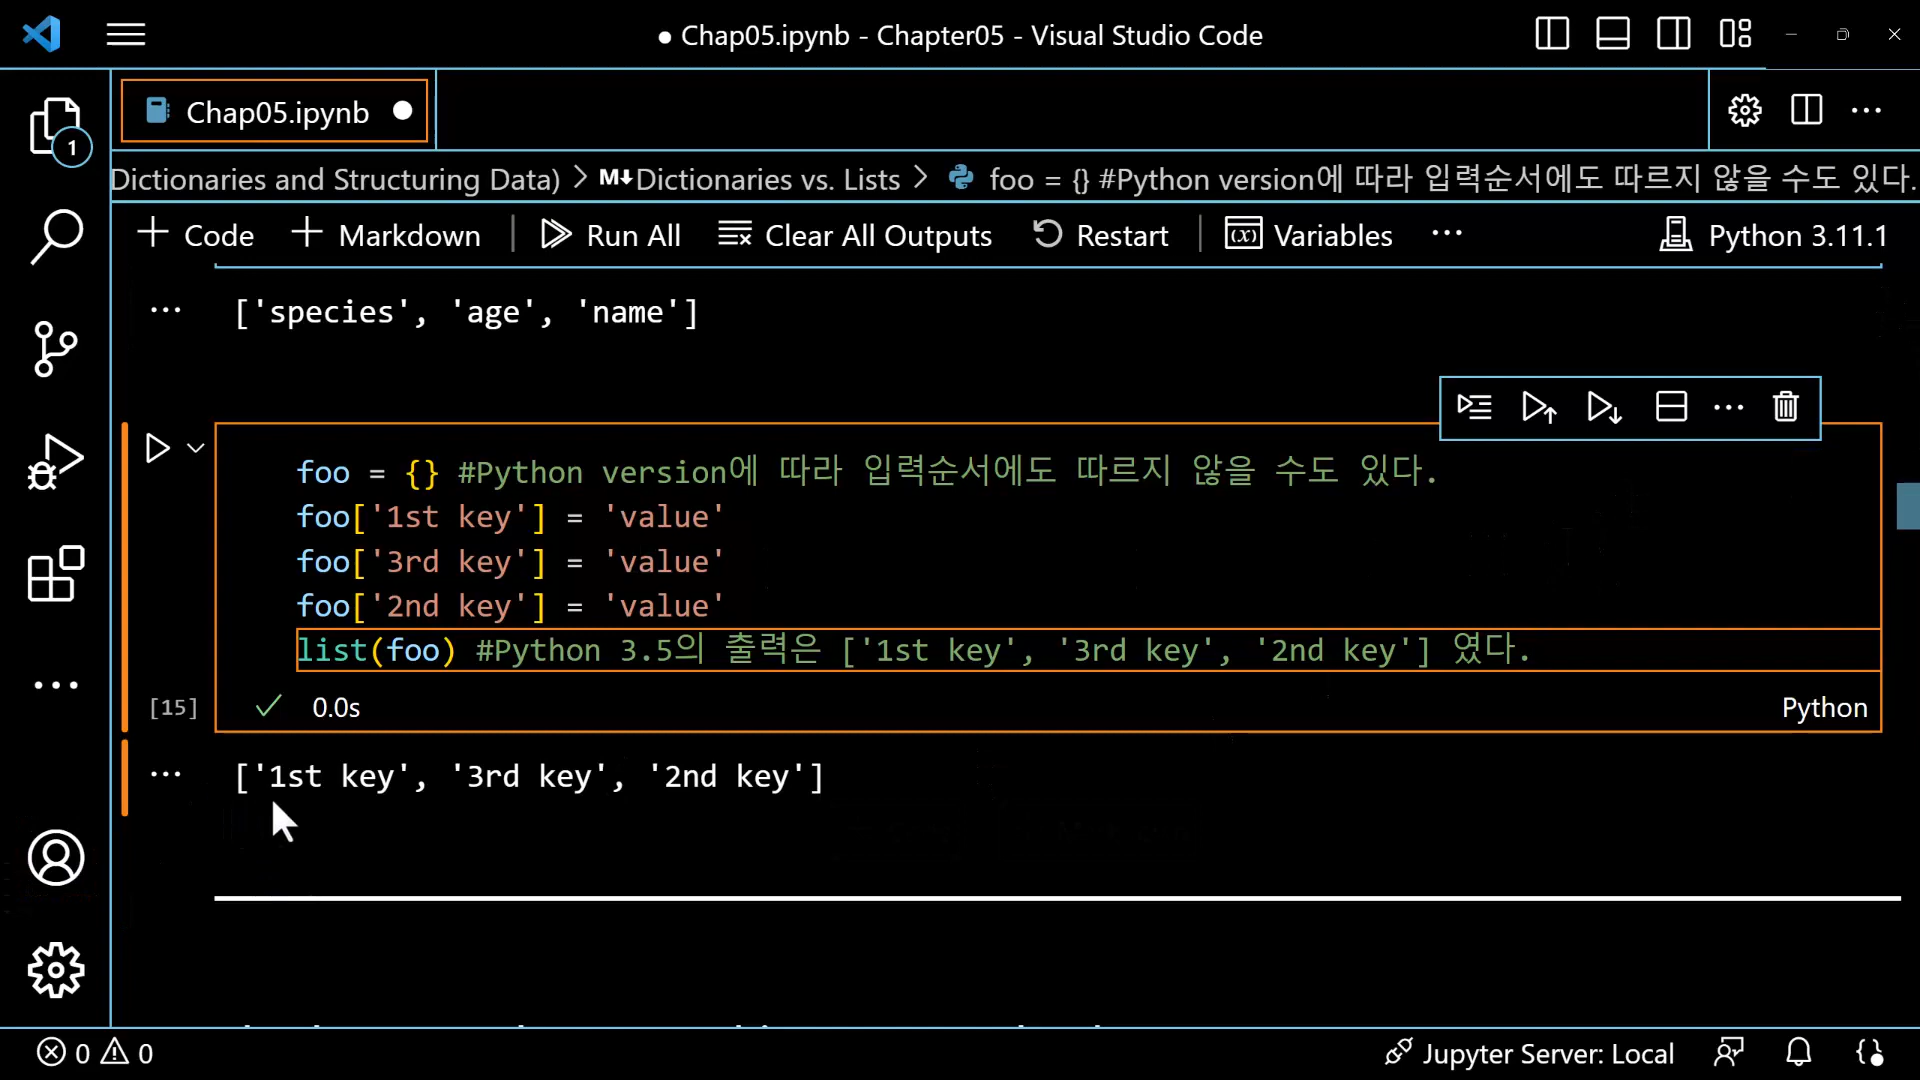 ● Chap05.ipynb - Chapter05 - Visual Studio Code
Chap05.ipynb ●
1
Dictionaries and Structuring Data) > M↓Dictionaries vs. Lists > foo = {} #Python version에 따라 입력순서에도 따르지 않을 수도 있다.
+ Code + Markdown | Run All Clear All Outputs Restart | Variables ··· Python 3.11.1
··· ['species', 'age', 'name']
foo = {} #Python version에 따라 입력순서에도 따르지 않을 수도 있다.
foo['1st key'] = 'value'
foo['3rd key'] = 'value'
foo['2nd key'] = 'value'
list(foo) #Python 3.5의 출력은 ['1st key', '3rd key', '2nd key'] 였다.
[15] ✓ 0.0s Python
··· ['1st key', '3rd key', '2nd key']
0 0 Jupyter Server: Local